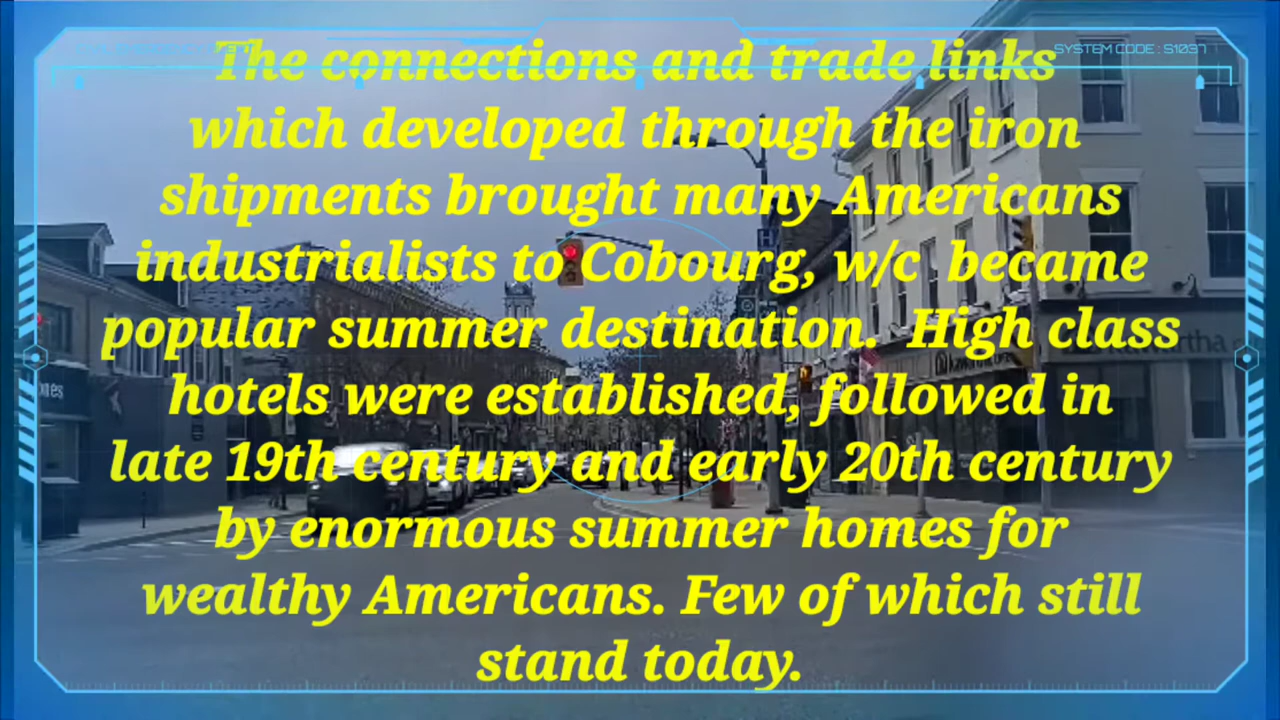 SYSTEM CODE : S1037
The connections and trade links
which developed through the iron
shipments brought many Americans
industrialists to Cobourg, w/c became
popular summer destination. High class
hotels were established, followed in
late 19th century and early 20th century
by enormous summer homes for
wealthy Americans. Few of which still
stand today.